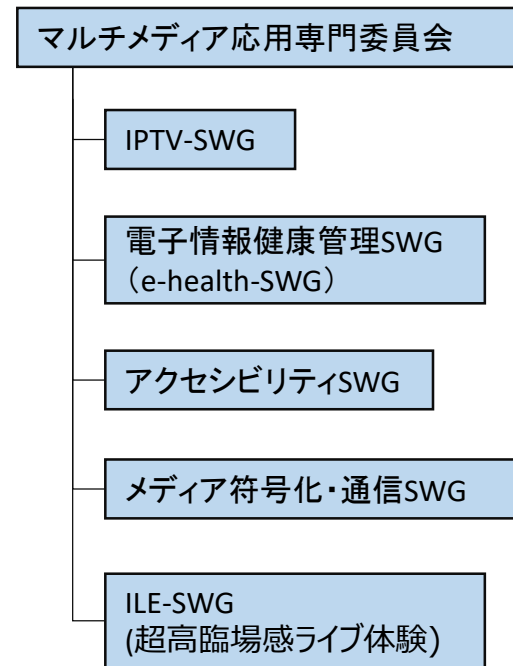 マルチメディア応用専門委員会
IPTV-SWG
電子情報健康管理SWG
（e-health-SWG）
アクセシビリティSWG
メディア符号化・通信SWG
ILE-SWG
(超高臨場感ライブ体験)